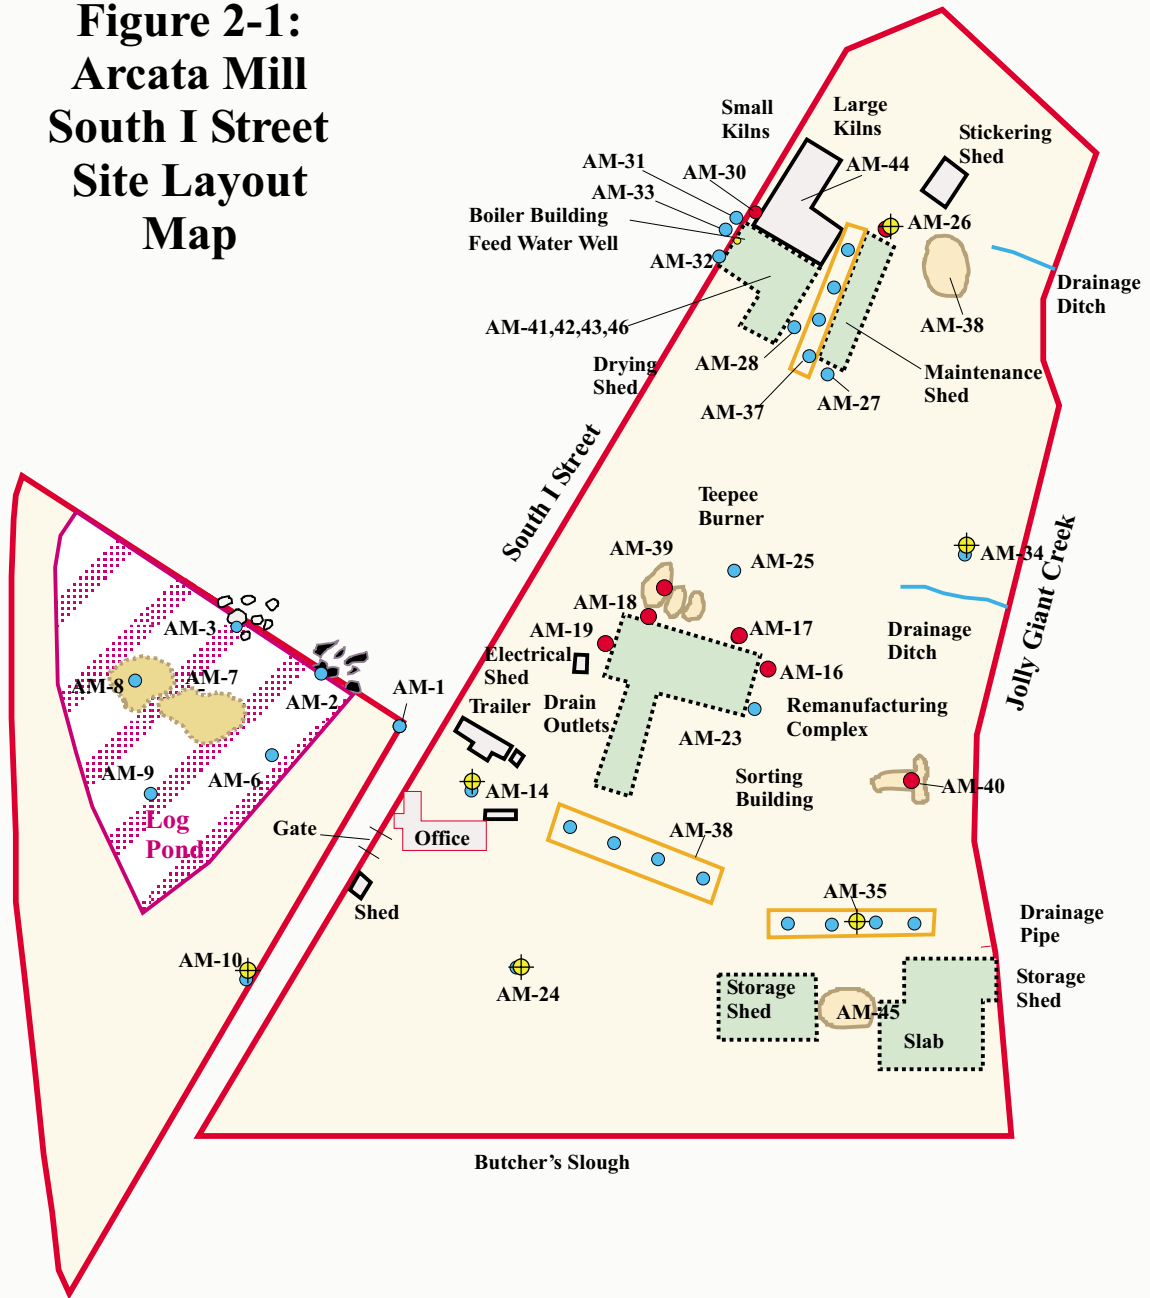 Figure 2-1:
Arcata Mill
South I Street
Site Layout
Map
Small
Kilns
Large
Kilns
Stickering
Shed
AM-31
AM-30
AM-44
AM-33
Boiler Building
Feed Water Well
AM-26
AM-32
Drainage
Ditch
AM-38
AM-41,42,43,46
Drying
Shed
AM-28
Maintenance
Shed
AM-37
AM-27
South I Street
Teepee
Burner
AM-39
AM-25
AM-34
Jolly Giant Creek
AM-18
AM-19
AM-17
AM-3
Drainage
Ditch
Electrical
Shed
AM-16
AM-8
AM-7
AM-2
AM-1
Trailer
Drain
Outlets
Remanufacturing
Complex
AM-23
AM-9
AM-6
Sorting
Building
AM-14
AM-40
Log
Pond
Gate
Office
AM-38
AM-35
Shed
Drainage
Pipe
AM-10
AM-24
Storage
Shed
Storage
Shed
AM-45
Slab
Butcher’s Slough